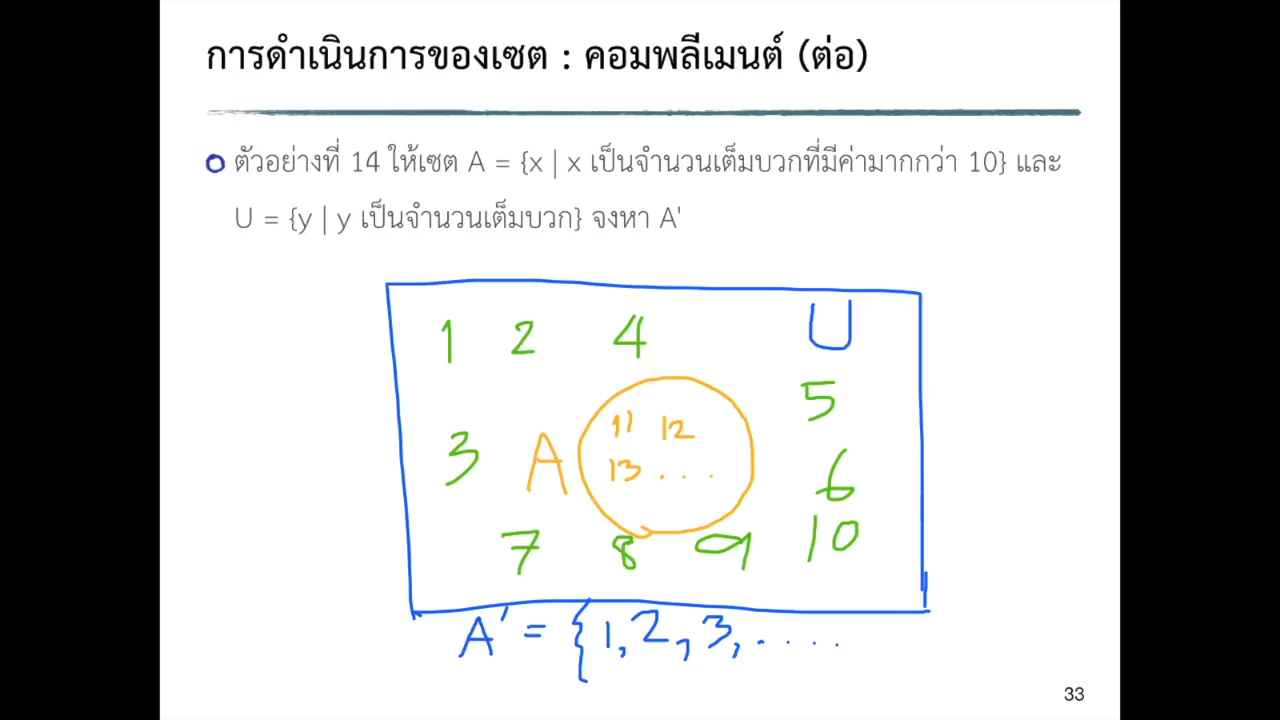 การดำเนินการของเซต : คอมพลีเมนต์ (ต่อ)
ตัวอย่างที่ 14 ให้เซต A = {x | x เป็นจำนวนเต็มบวกที่มีค่ามากกว่า 10} และ
U = {y | y เป็นจำนวนเต็มบวก} จงหา A'
1 2 4 U
5
11 12
3 A 13 . . .
6
7 8 9 10
A' = {1, 2, 3, . . . .
33